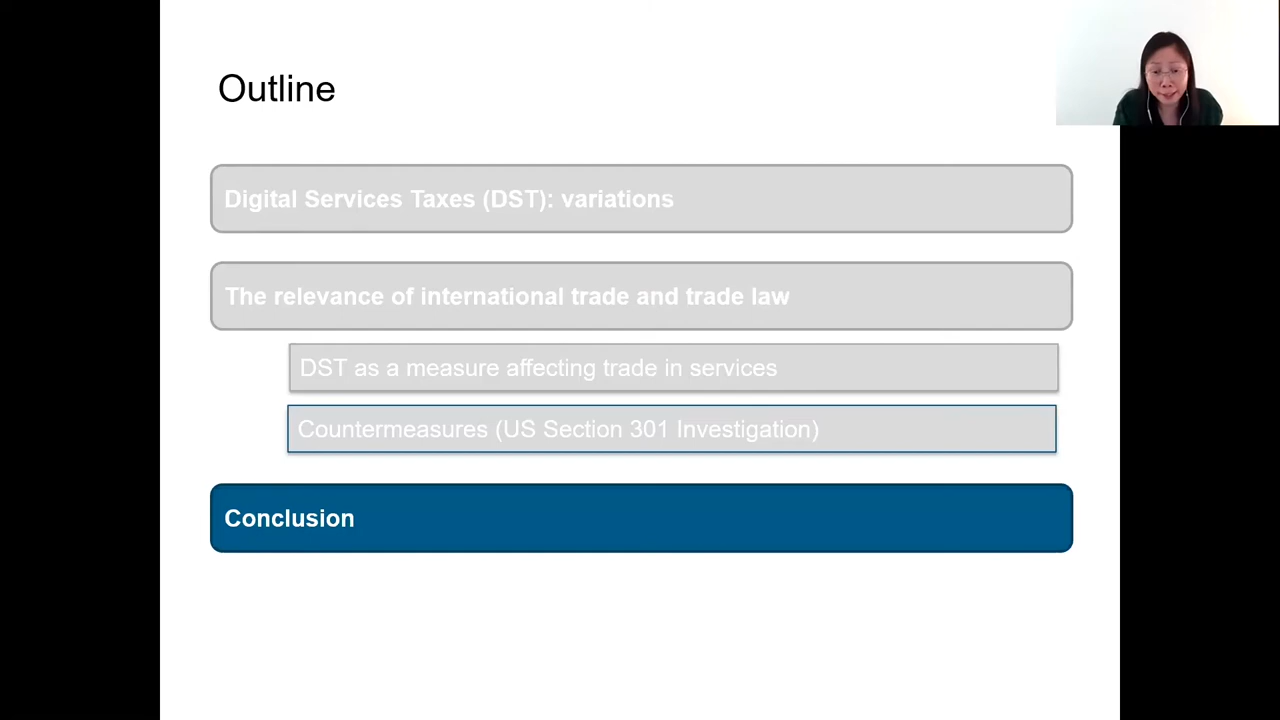 Outline
Digital Services Taxes (DST): variations
The relevance of international trade and trade law
DST as a measure affecting trade in services
Countermeasures (US Section 301 Investigation)
Conclusion